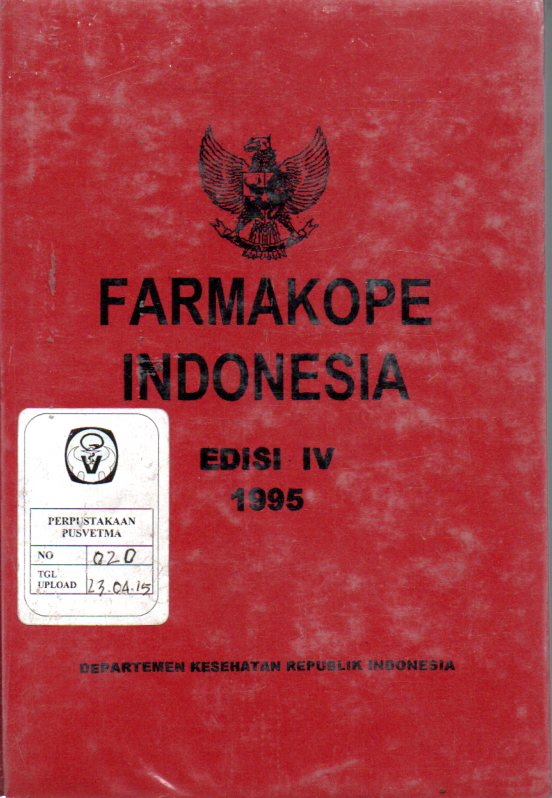 FARMAKOPE
INDONESIA
EDISI IV
1995
PERPUSTAKAAN
PUSVETMA
NO 020
TGL
UPLOAD 23.04.15
DEPARTEMEN KESEHATAN REPUBLIK INDONESIA